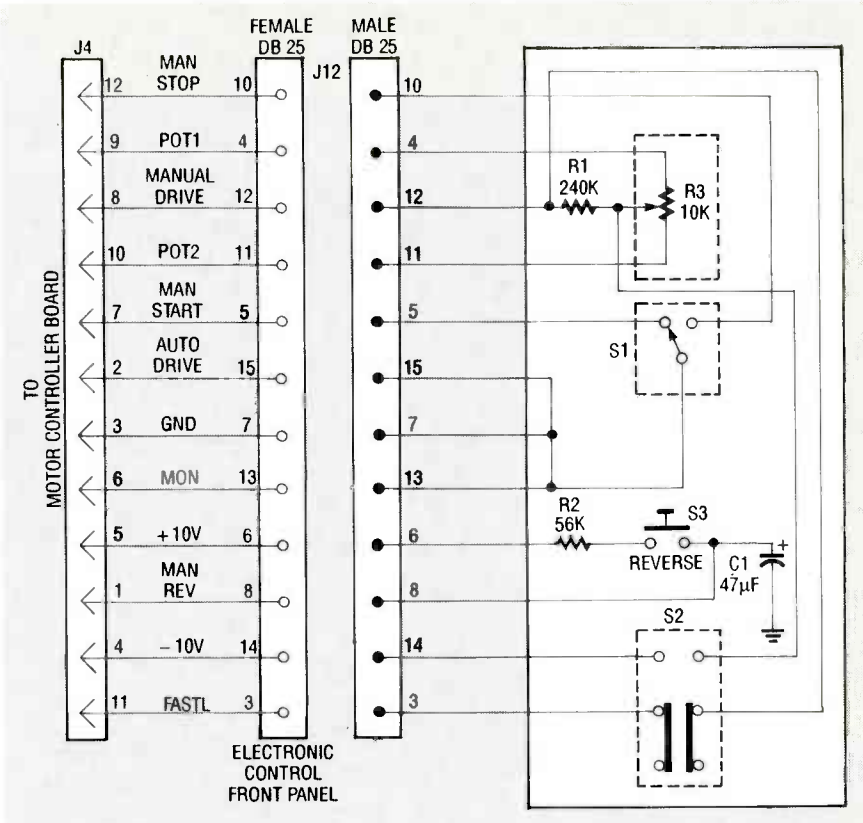 J4
FEMALE
DB 25
MALE
DB 25
J12
12 MAN
STOP 10
10
9 POT1 4
4
8 MANUAL
DRIVE 12
12
10 POT2 11
11
7 MAN
START 5
5
2 AUTO
DRIVE 15
15
3 GND 7
7
6 MON 13
13
5 +10V 6
6
1 MAN
REV 8
8
4 –10V 14
14
11 FASTL 3
3
TO
MOTOR CONTROLLER BOARD
ELECTRONIC
CONTROL
FRONT PANEL
R1
240K
R3
10K
S1
R2
56K
S3
REVERSE
+
C1
47µF
S2